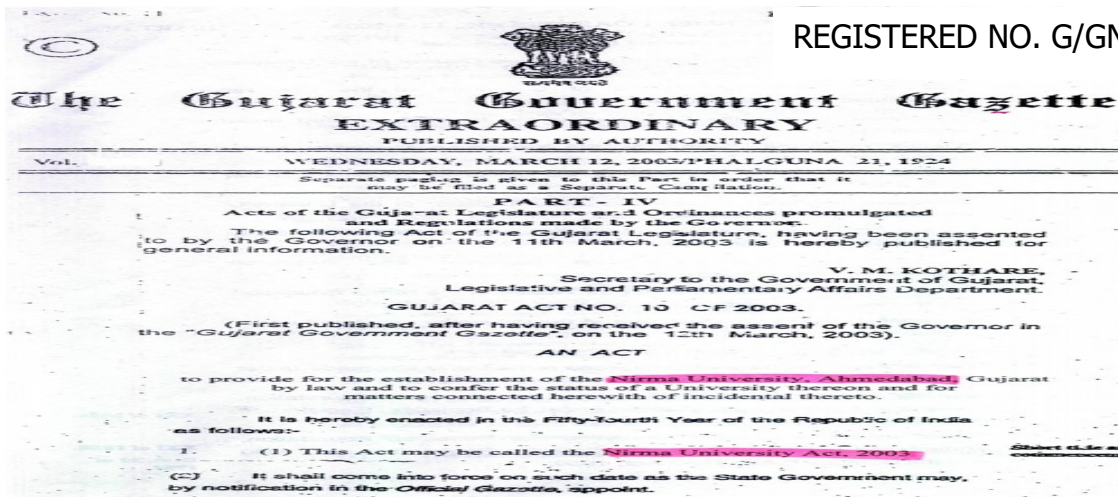 REGISTERED NO. G/GN
©
The Gujarat Government Gazette
EXTRAORDINARY
PUBLISHED BY AUTHORITY
Vol. WEDNESDAY, MARCH 12, 2003/PHALGUNA 21, 1924
Separate paging is given to this Part in order that it
may be filed as a Separate Compilation.
PART - IV
Acts of the Gujarat Legislature and Ordinances promulgated
and Regulations made by the Governor.
The following Act of the Gujarat Legislature, having been assented
to by the Governor on the 11th March, 2003 is hereby published for
general information.
V. M. KOTHARE,
Secretary to the Government of Gujarat,
Legislative and Parliamentary Affairs Department.
GUJARAT ACT NO. 10 OF 2003.
(First published, after having received the assent of the Governor in
the "Gujarat Government Gazette", on the 12th March, 2003).
AN ACT
to provide for the establishment of the Nirma University, Ahmedabad, Gujarat
by law and to confer the status of a University thereon and for
matters connected herewith of incidental thereto.
It is hereby enacted in the Fifty-fourth Year of the Republic of India
as follows:-
1. (1) This Act may be called the Nirma University Act, 2003
Short title
(2) It shall come into force on such date as the State Government may,
by notification in the Official Gazette, appoint.